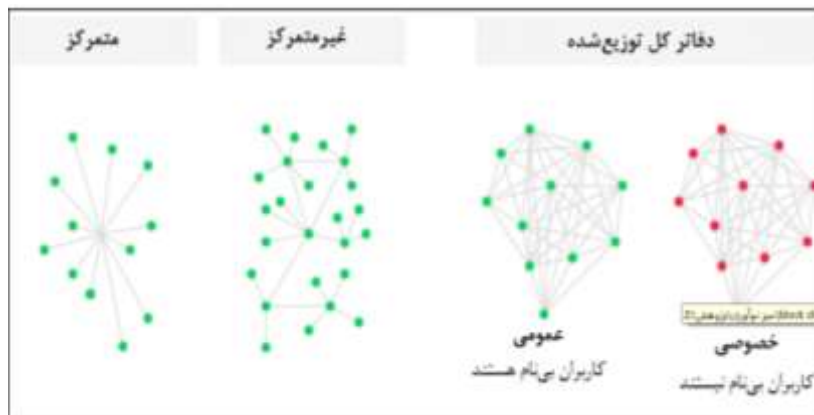 دفاتر کل توزیع‌شده
غیرمتمرکز
متمرکز
عمومی
کاربران بی‌نام هستند
خصوصی
کاربران بی‌نام نیستند